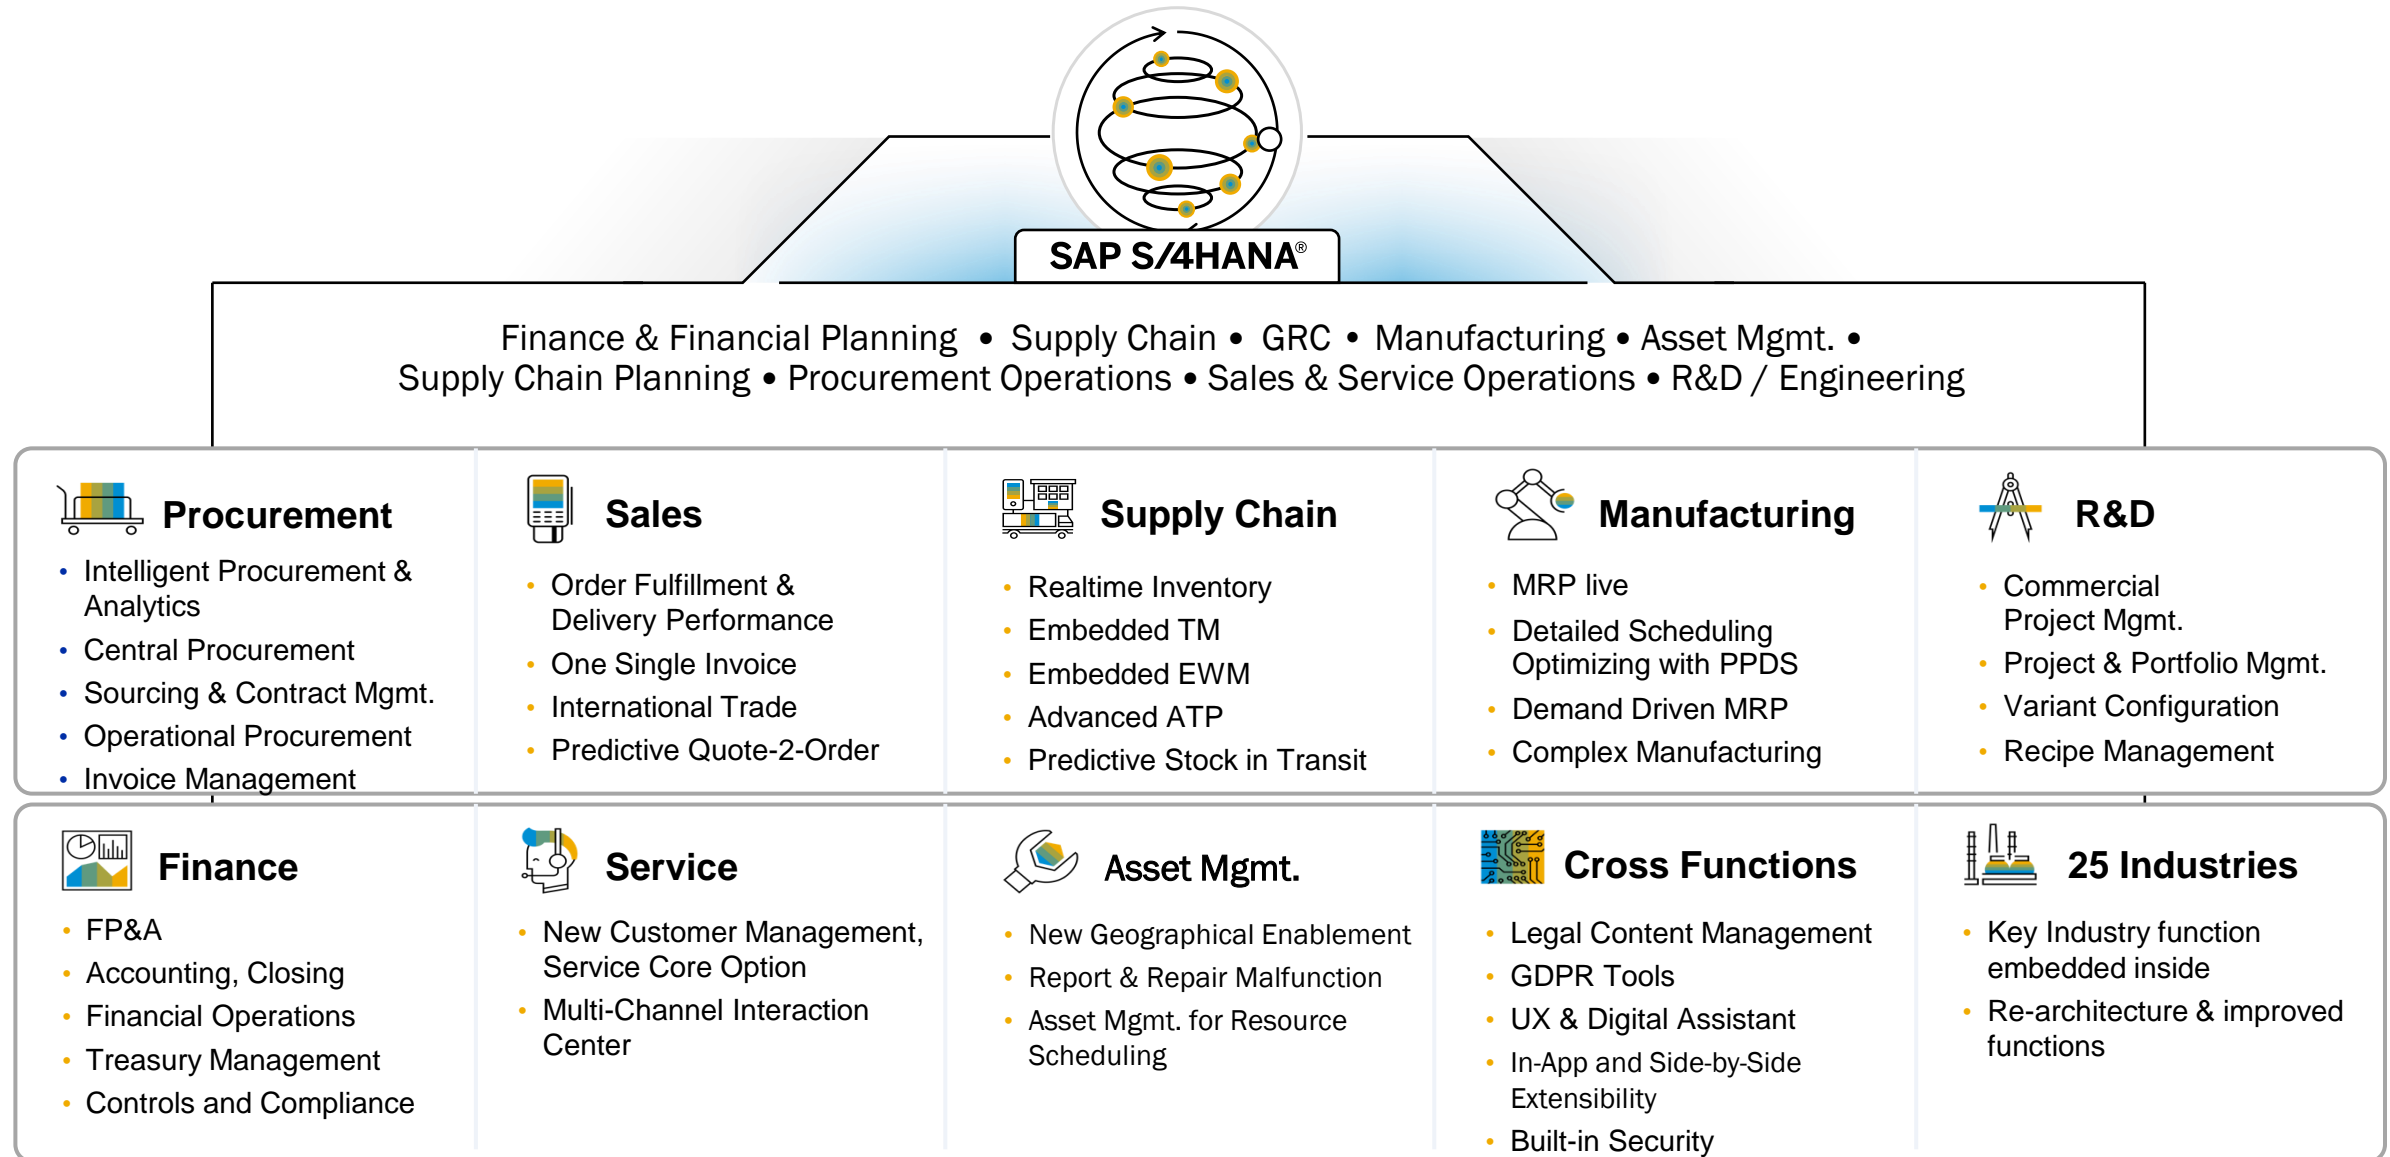 SAP S/4HANA®
Finance & Financial Planning • Supply Chain • GRC • Manufacturing • Asset Mgmt. •
Supply Chain Planning • Procurement Operations • Sales & Service Operations • R&D / Engineering
Procurement
• Intelligent Procurement &
Analytics
• Central Procurement
• Sourcing & Contract Mgmt.
• Operational Procurement
• Invoice Management
Sales
• Order Fulfillment &
Delivery Performance
• One Single Invoice
• International Trade
• Predictive Quote-2-Order
Supply Chain
• Realtime Inventory
• Embedded TM
• Embedded EWM
• Advanced ATP
• Predictive Stock in Transit
Manufacturing
• MRP live
• Detailed Scheduling
Optimizing with PPDS
• Demand Driven MRP
• Complex Manufacturing
R&D
• Commercial
Project Mgmt.
• Project & Portfolio Mgmt.
• Variant Configuration
• Recipe Management
Finance
• FP&A
• Accounting, Closing
• Financial Operations
• Treasury Management
• Controls and Compliance
Service
• New Customer Management,
Service Core Option
• Multi-Channel Interaction
Center
Asset Mgmt.
• New Geographical Enablement
• Report & Repair Malfunction
• Asset Mgmt. for Resource
Scheduling
Cross Functions
• Legal Content Management
• GDPR Tools
• UX & Digital Assistant
• In-App and Side-by-Side
Extensibility
• Built-in Security
25 Industries
• Key Industry function
embedded inside
• Re-architecture & improved
functions